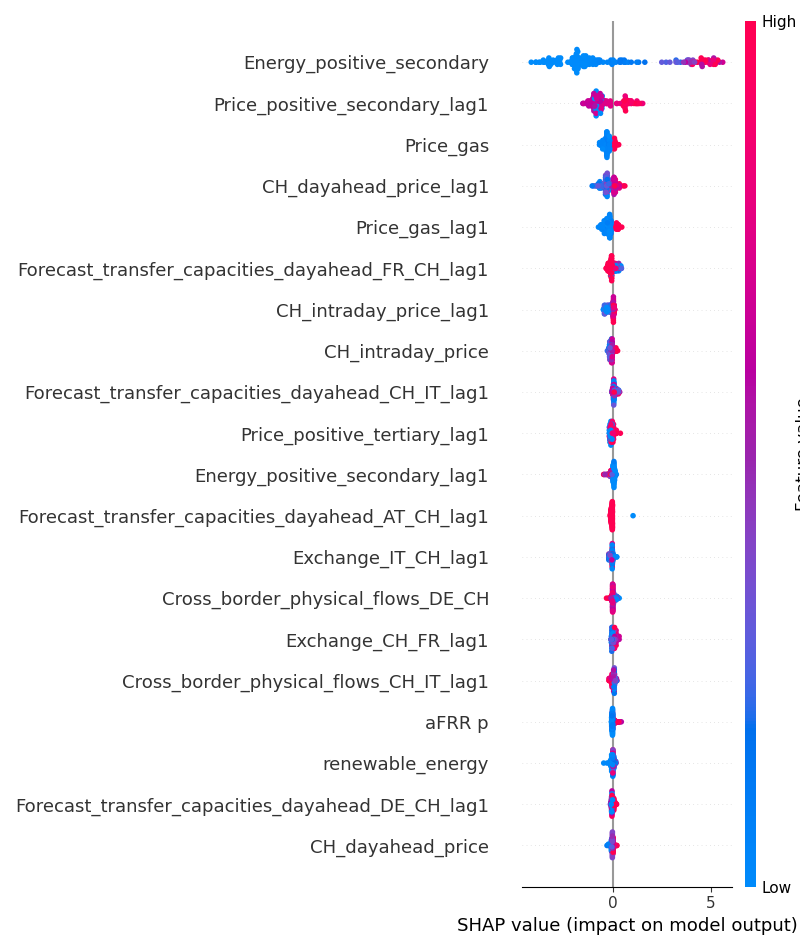 High
Energy_positive_secondary
Price_positive_secondary_lag1
Price_gas
CH_dayahead_price_lag1
Price_gas_lag1
Forecast_transfer_capacities_dayahead_FR_CH_lag1
CH_intraday_price_lag1
CH_intraday_price
Forecast_transfer_capacities_dayahead_CH_IT_lag1
Price_positive_tertiary_lag1
Energy_positive_secondary_lag1
Forecast_transfer_capacities_dayahead_AT_CH_lag1
Exchange_IT_CH_lag1
Cross_border_physical_flows_DE_CH
Exchange_CH_FR_lag1
Cross_border_physical_flows_CH_IT_lag1
aFRR p
renewable_energy
Forecast_transfer_capacities_dayahead_DE_CH_lag1
CH_dayahead_price
Low
0 5
SHAP value (impact on model output)